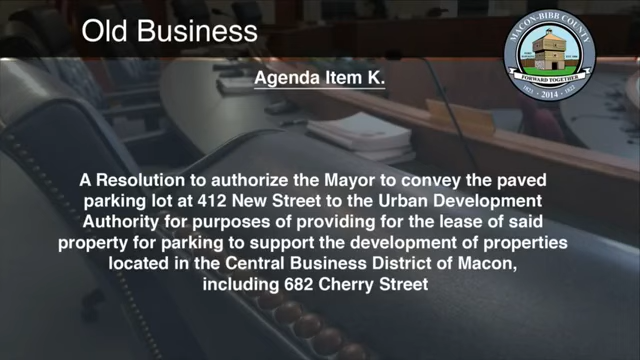 Old Business
MACON-BIBB COUNTY
FORWARD TOGETHER
· 2014 ·
Agenda Item K.
A Resolution to authorize the Mayor to convey the paved
parking lot at 412 New Street to the Urban Development
Authority for purposes of providing for the lease of said
property for parking to support the development of properties
located in the Central Business District of Macon,
including 682 Cherry Street